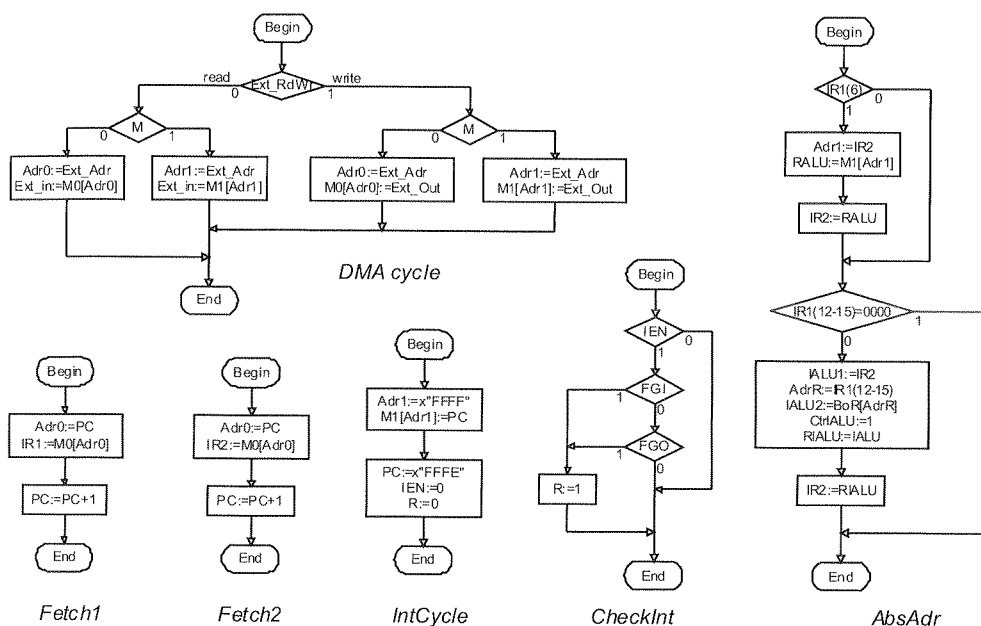 Begin
Ext_RdWr
read
0
write
1
M
0
1
M
0
1
Adr0:=Ext_Adr
Ext_in:=M0[Adr0]
Adr1:=Ext_Adr
Ext_in:=M1[Adr1]
Adr0:=Ext_Adr
M0[Adr0]:=Ext_Out
Adr1:=Ext_Adr
M1[Adr1]:=Ext_Out
End
DMA cycle
Begin
Adr0:=PC
IR1:=M0[Adr0]
PC:=PC+1
End
Fetch1
Begin
Adr0:=PC
IR2:=M0[Adr0]
PC:=PC+1
End
Fetch2
Begin
Adr1:=x"FFFF"
M1[Adr1]:=PC
PC:=x"FFFE"
IEN:=0
R:=0
End
IntCycle
Begin
IEN
0
1
FGI
1
0
FGO
1
0
R:=1
End
CheckInt
Begin
IR1(6)
0
1
Adr1:=IR2
RALU:=M1[Adr1]
IR2:=RALU
IR1(12-15)=0000
1
0
IALU1:=IR2
AdrR:=IR1(12-15)
IALU2:=BoR[AdrR]
CtrIALU:=1
RIALU:=IALU
IR2:=RIALU
End
AbsAdr